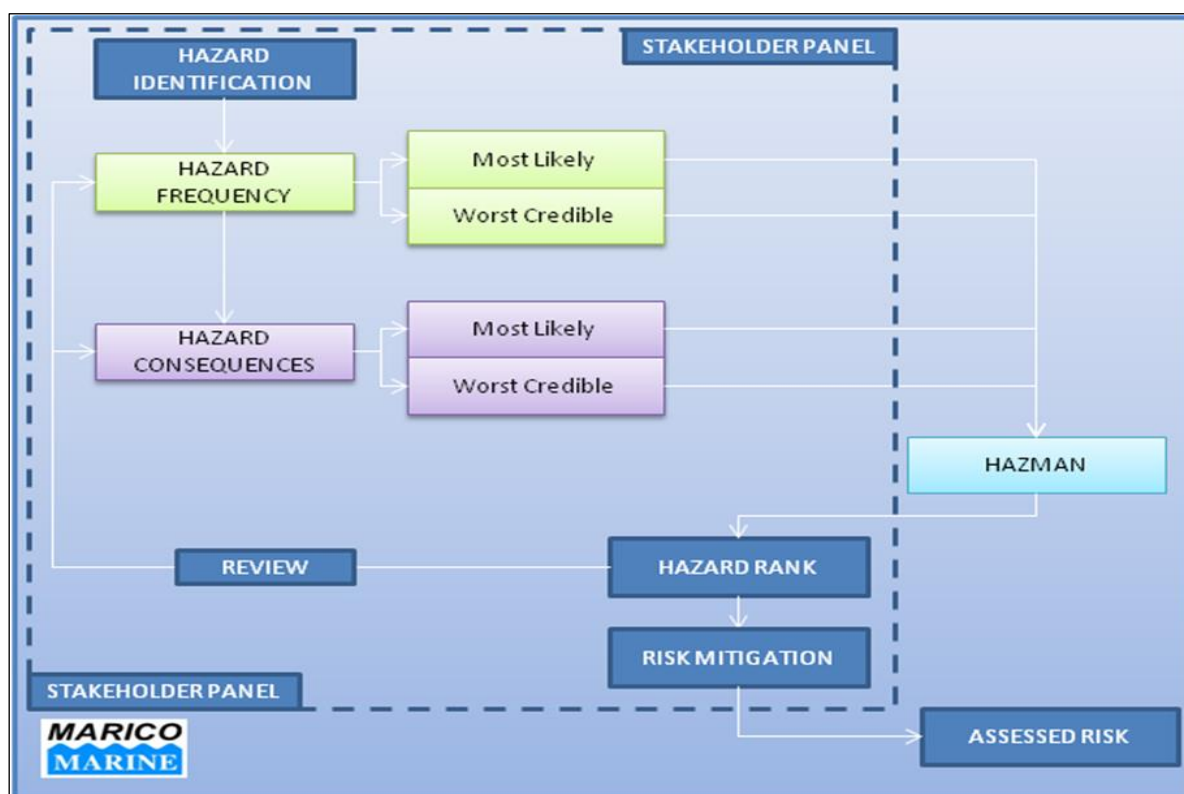 STAKEHOLDER PANEL
HAZARD
IDENTIFICATION
HAZARD
FREQUENCY
Most Likely
Worst Credible
HAZARD
CONSEQUENCES
Most Likely
Worst Credible
HAZMAN
REVIEW
HAZARD RANK
RISK MITIGATION
STAKEHOLDER PANEL
ASSESSED RISK
MARICO
MARINE